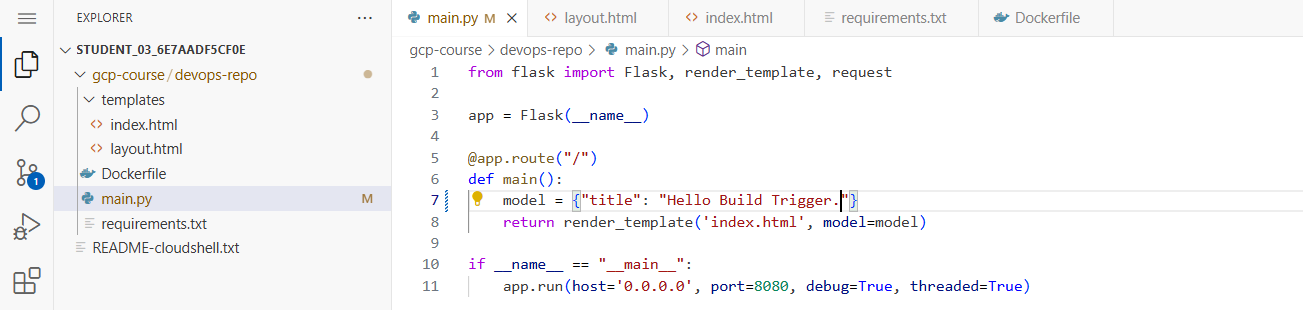 EXPLORER
STUDENT_03_6E7AADF5CF0E
gcp-course / devops-repo
templates
<> index.html
<> layout.html
Dockerfile
main.py M
requirements.txt
README-cloudshell.txt
1
main.py M
<> layout.html
<> index.html
requirements.txt
Dockerfile
gcp-course > devops-repo > main.py > main
1 from flask import Flask, render_template, request
2
3 app = Flask(__name__)
4
5 @app.route("/")
6 def main():
7 model = {"title": "Hello Build Trigger."}
8 return render_template('index.html', model=model)
9
10 if __name__ == "__main__":
11 app.run(host='0.0.0.0', port=8080, debug=True, threaded=True)